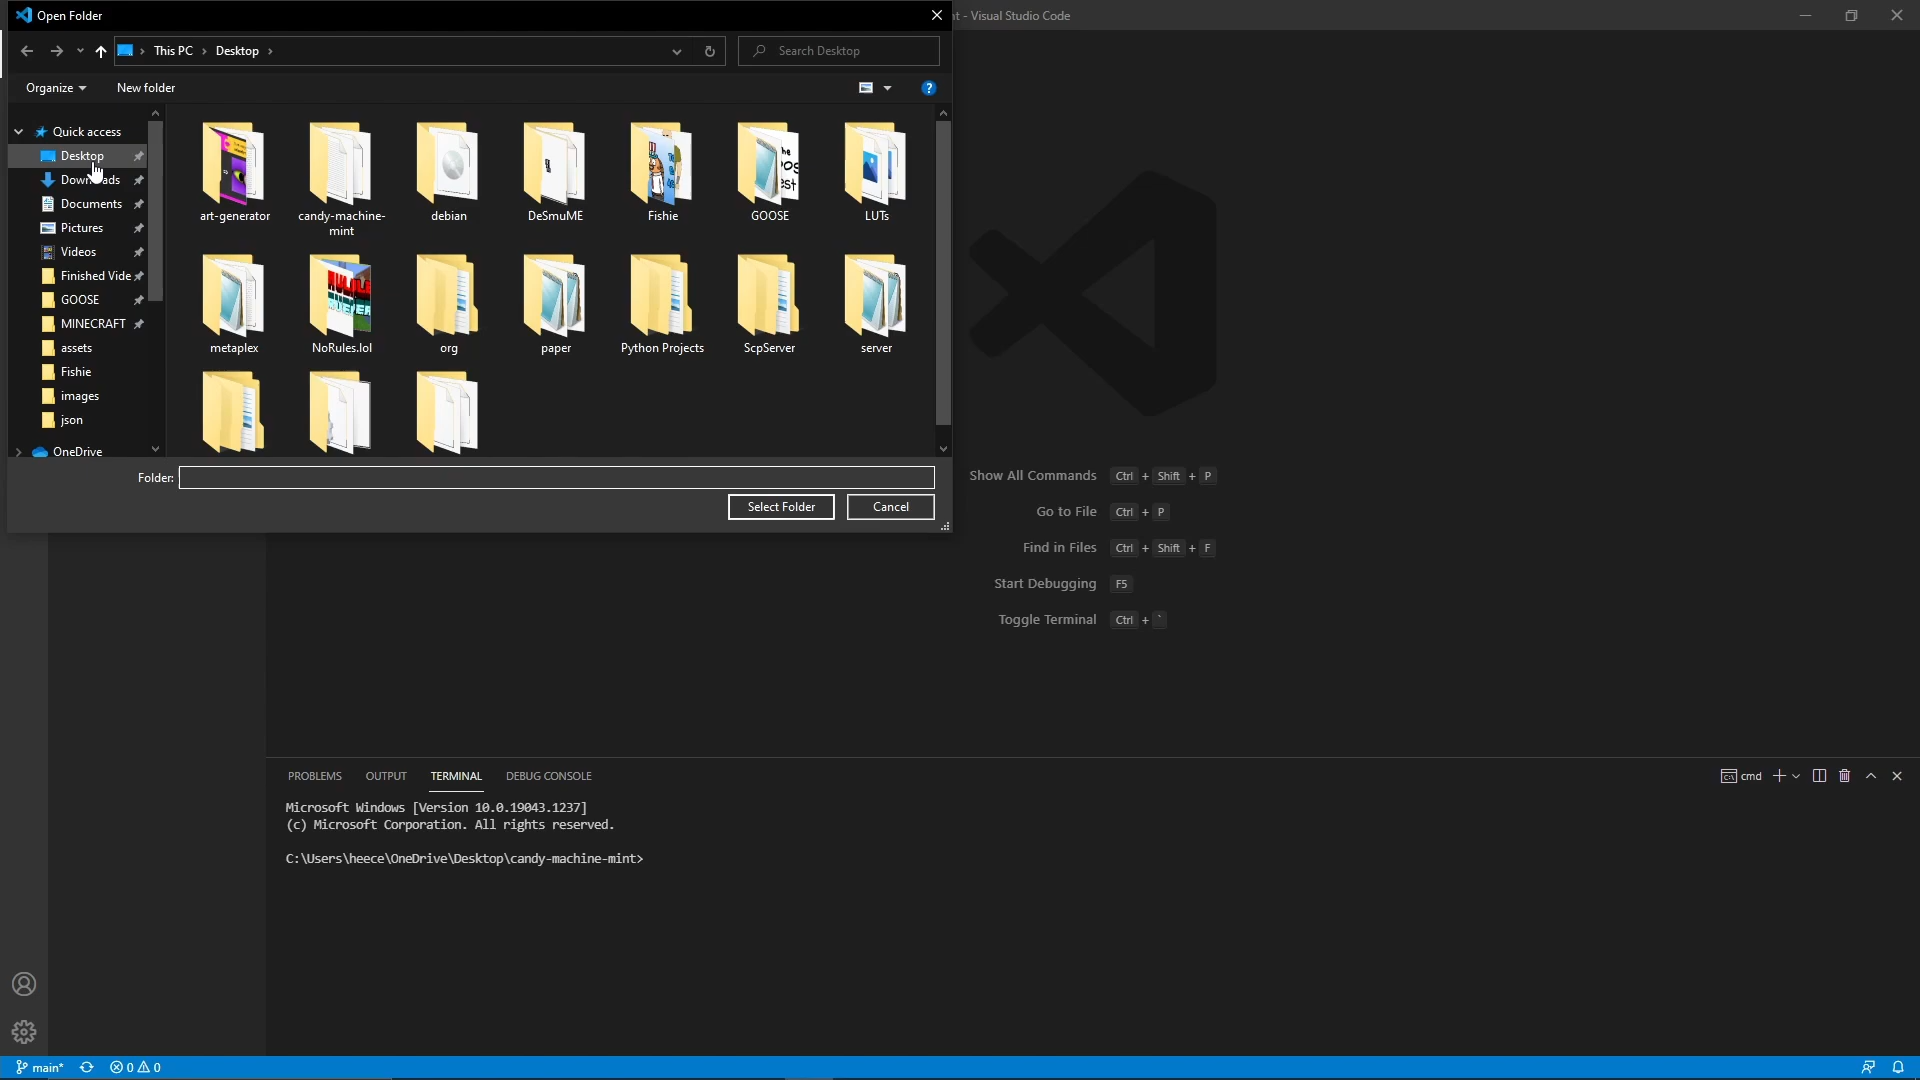 Open Folder
nt - Visual Studio Code
This PC > Desktop >
Search Desktop
Organize
New folder
Quick access
Desktop
Downloads
Documents
Pictures
Videos
Finished Vide
GOOSE
MINECRAFT
assets
Fishie
images
json
OneDrive
art-generator
candy-machine-
mint
debian
DeSmuME
Fishie
GOOSE
LUTs
metaplex
NoRules.lol
org
paper
Python Projects
ScpServer
server
Folder:
Select Folder
Cancel
Show All Commands Ctrl + Shift + P
Go to File Ctrl + P
Find in Files Ctrl + Shift + F
Start Debugging F5
Toggle Terminal Ctrl + `
PROBLEMS OUTPUT TERMINAL DEBUG CONSOLE
cmd
Microsoft Windows [Version 10.0.19043.1237]
(c) Microsoft Corporation. All rights reserved.
C:\Users\heece\OneDrive\Desktop\candy-machine-mint>
main* 0 0